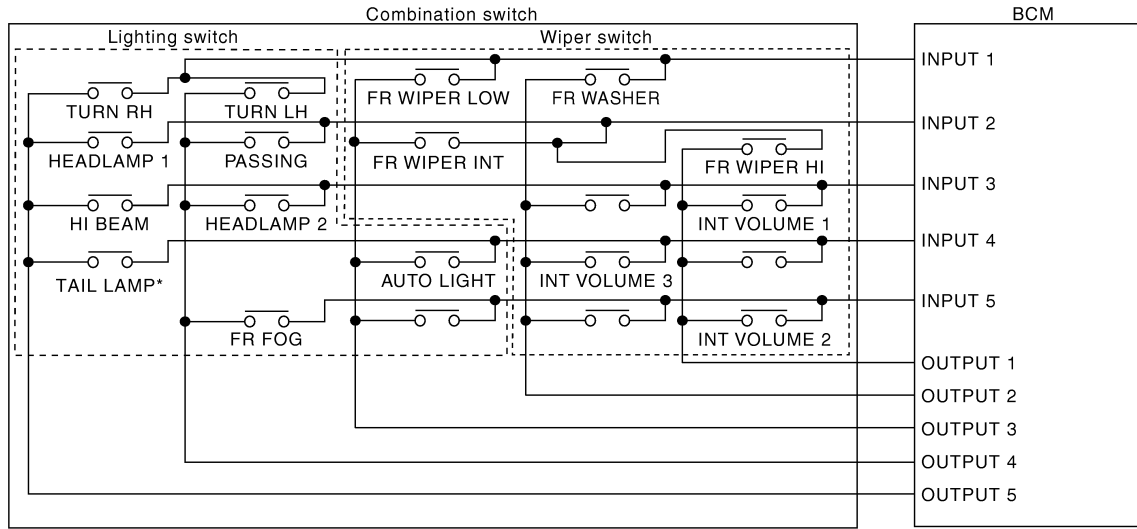 Combination switch
BCM
Lighting switch
Wiper switch
INPUT 1
TURN RH
TURN LH
FR WIPER LOW
FR WASHER
INPUT 2
HEADLAMP 1
PASSING
FR WIPER INT
FR WIPER HI
INPUT 3
HI BEAM
HEADLAMP 2
INT VOLUME 1
INPUT 4
TAIL LAMP*
AUTO LIGHT
INT VOLUME 3
INPUT 5
FR FOG
INT VOLUME 2
OUTPUT 1
OUTPUT 2
OUTPUT 3
OUTPUT 4
OUTPUT 5